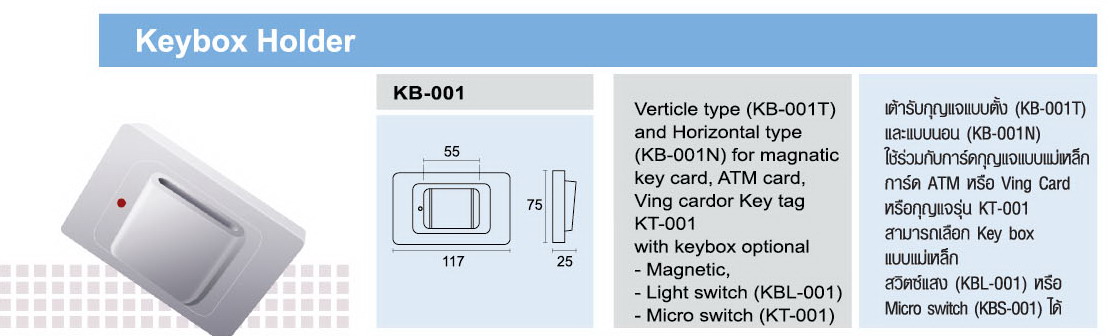 Keybox Holder
KB-001
55
75
117
25
Verticle type (KB-001T)
and Horizontal type
(KB-001N) for magnatic
key card, ATM card,
Ving cardor Key tag
KT-001
with keybox optional
- Magnetic,
- Light switch (KBL-001)
- Micro switch (KT-001)
เต้ารับกุญแจแบบตั้ง (KB-001T)
และแบบนอน (KB-001N)
ใช้ร่วมกับการ์ดกุญแจแบบแม่เหล็ก
การ์ด ATM หรือ Ving Card
หรือกุญแจรุ่น KT-001
สามารถเลือก Key box
แบบแม่เหล็ก
สวิตซ์แสง (KBL-001) หรือ
Micro switch (KBS-001) ได้